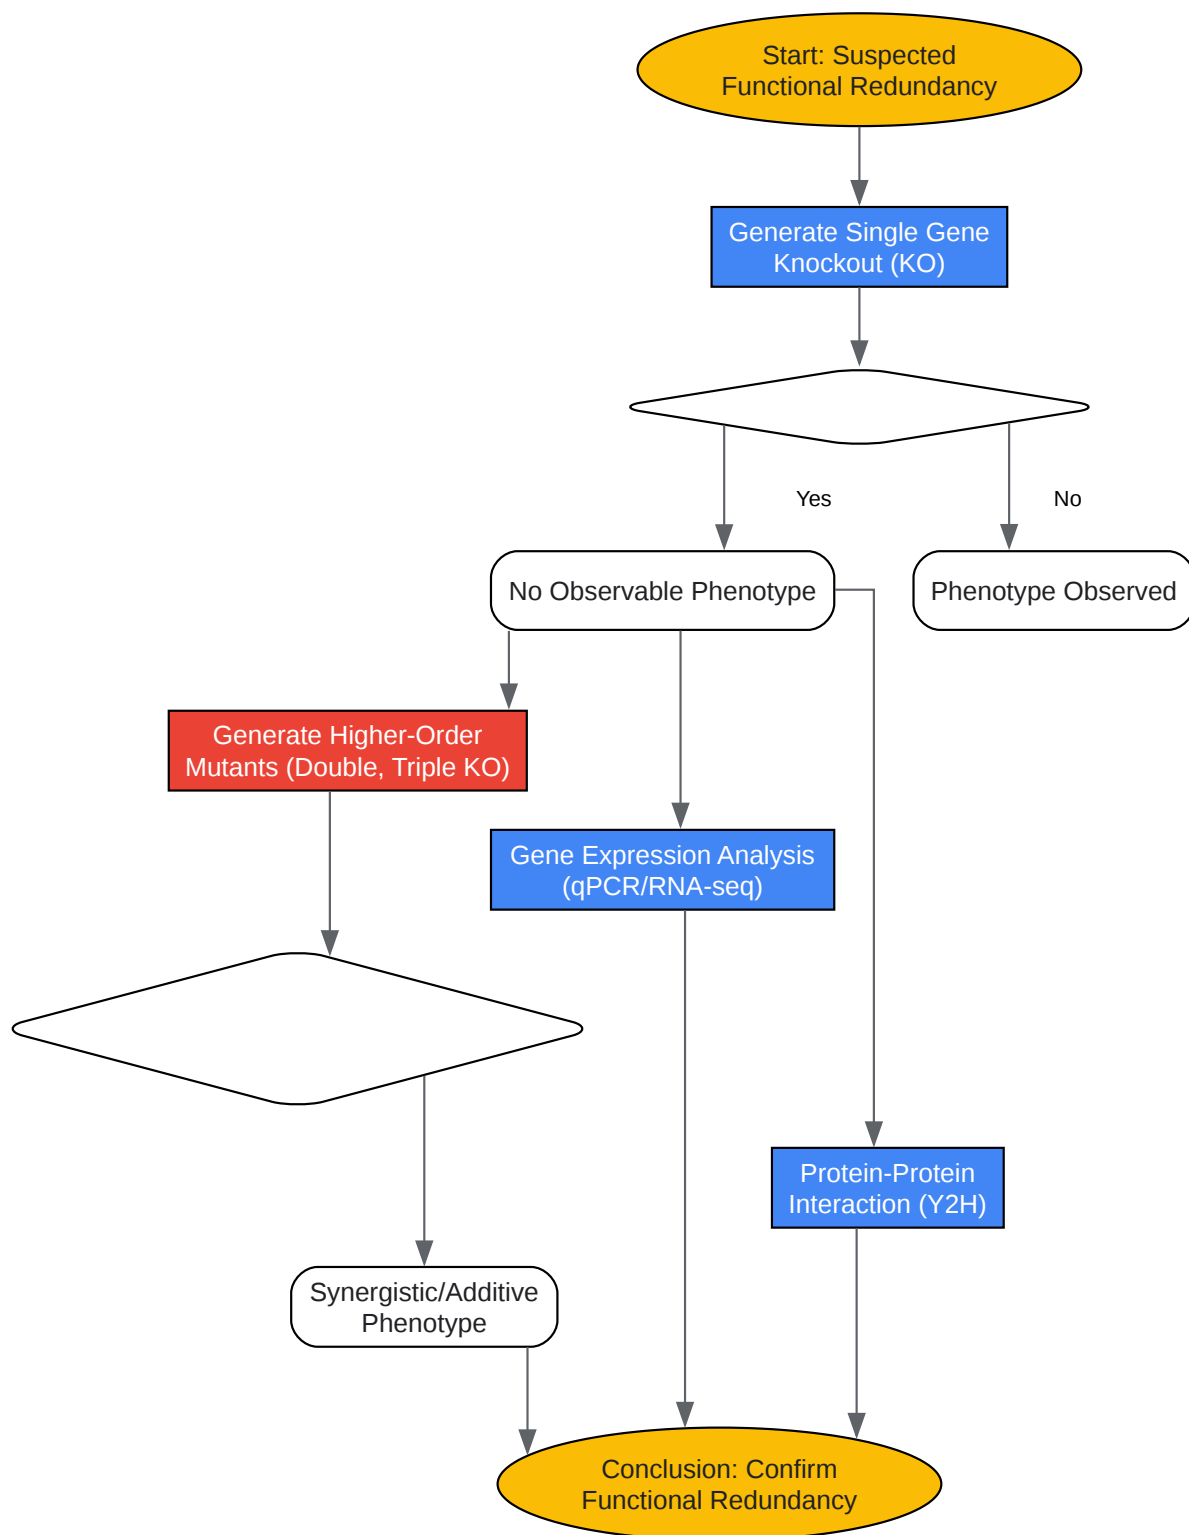 Start: Suspected
Functional Redundancy
Generate Single Gene
Knockout (KO)
Yes
No
No Observable Phenotype
Phenotype Observed
Generate Higher-Order
Mutants (Double, Triple KO)
Gene Expression Analysis
(qPCR/RNA-seq)
Protein-Protein
Interaction (Y2H)
Synergistic/Additive
Phenotype
Conclusion: Confirm
Functional Redundancy